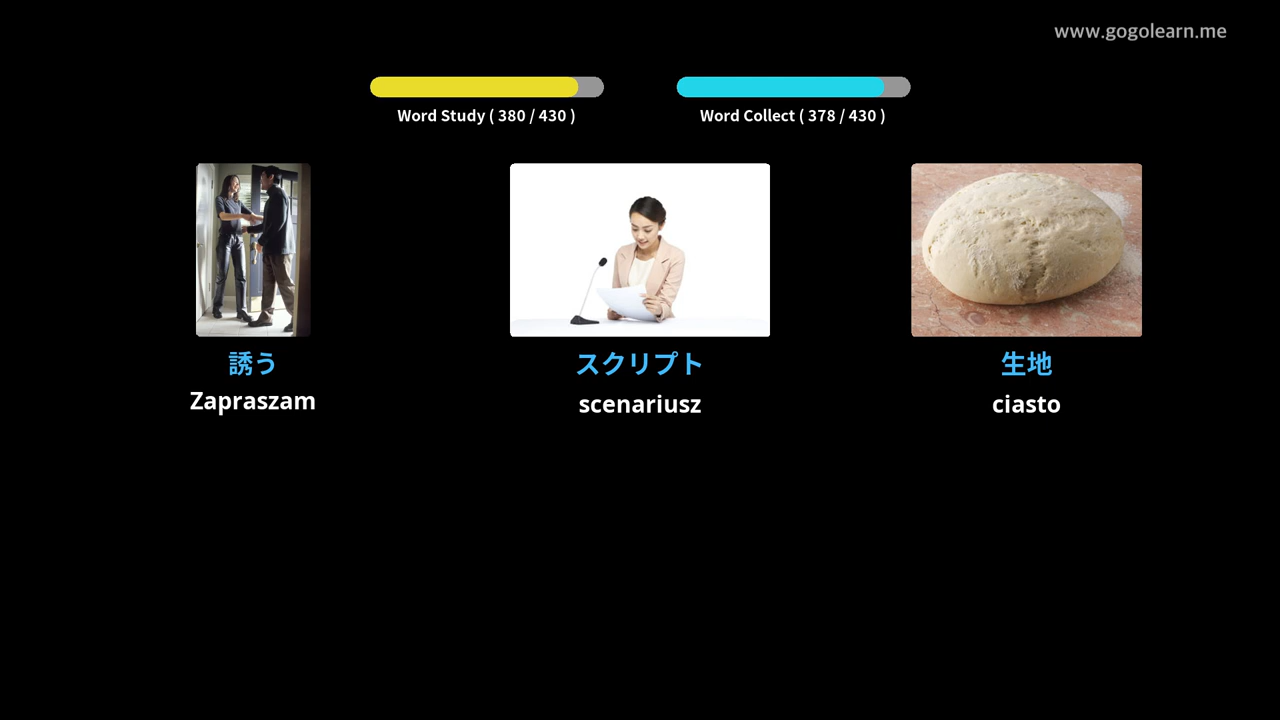 www.gogolearn.me
Word Study ( 380 / 430 )
Word Collect ( 378 / 430 )
誘う
スクリプト
生地
Zapraszam
scenariusz
ciasto